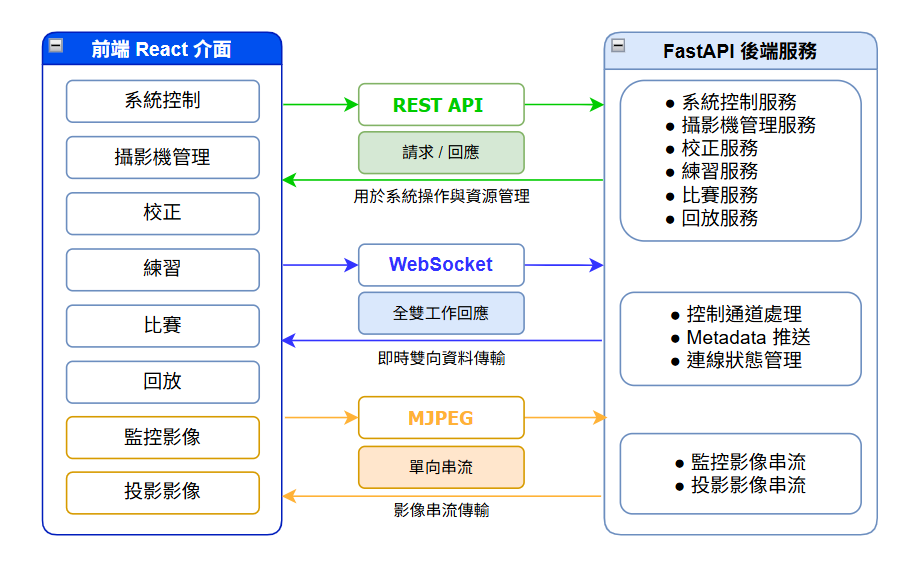 前端 React 介面
系統控制
攝影機管理
校正
練習
比賽
回放
監控影像
投影影像
REST API
請求 / 回應
用於系統操作與資源管理
WebSocket
全雙工作回應
即時雙向資料傳輸
MJPEG
單向串流
影像串流傳輸
FastAPI 後端服務
● 系統控制服務
● 攝影機管理服務
● 校正服務
● 練習服務
● 比賽服務
● 回放服務
● 控制通道處理
● Metadata 推送
● 連線狀態管理
● 監控影像串流
● 投影影像串流